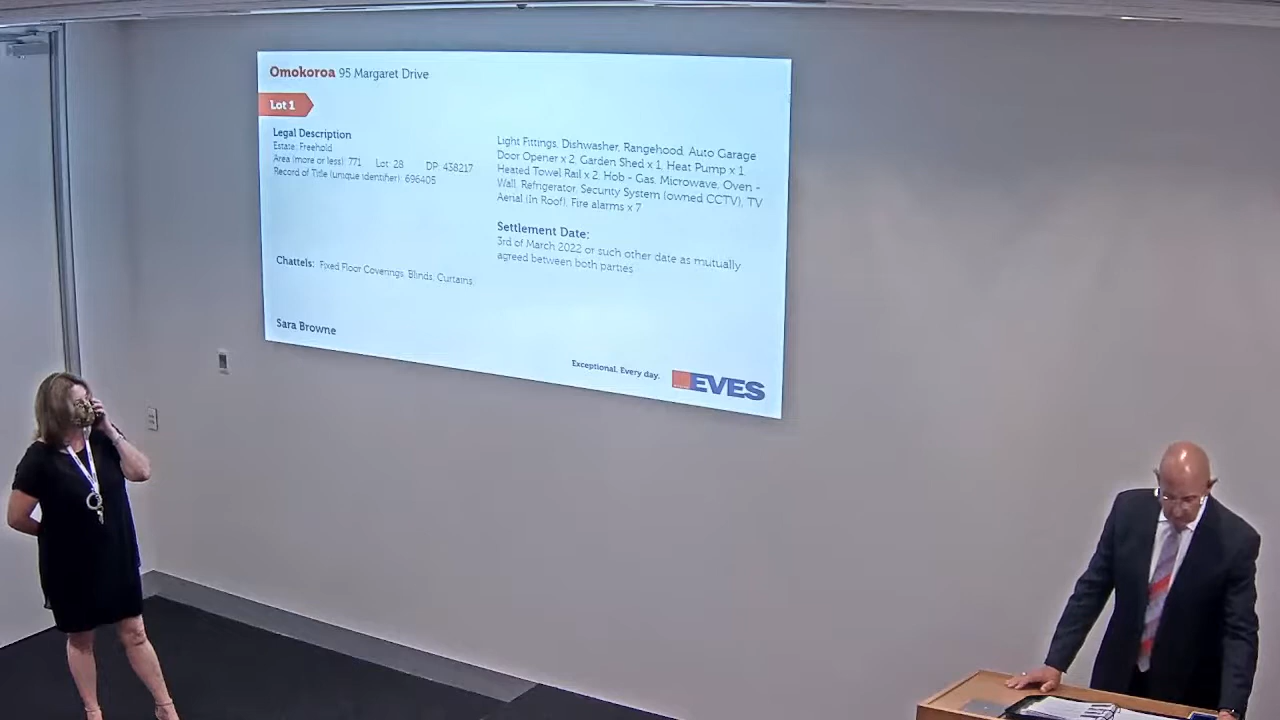 Omokoroa 95 Margaret Drive
Lot 1
Legal Description
Estate: Freehold
Area (more or less): 771 Lot: 28 DP: 438217
Record of Title (unique identifier): 696405
Chattels: Fixed Floor Coverings, Blinds, Curtains,
Light Fittings, Dishwasher, Rangehood, Auto Garage
Door Opener x 2, Garden Shed x 1, Heat Pump x 1,
Heated Towel Rail x 2, Hob - Gas, Microwave, Oven -
Wall, Refrigerator, Security System (owned CCTV), TV
Aerial (In Roof), Fire alarms x 7
Settlement Date:
3rd of March 2022 or such other date as mutually
agreed between both parties
Sara Browne
Exceptional. Every day.
EVES